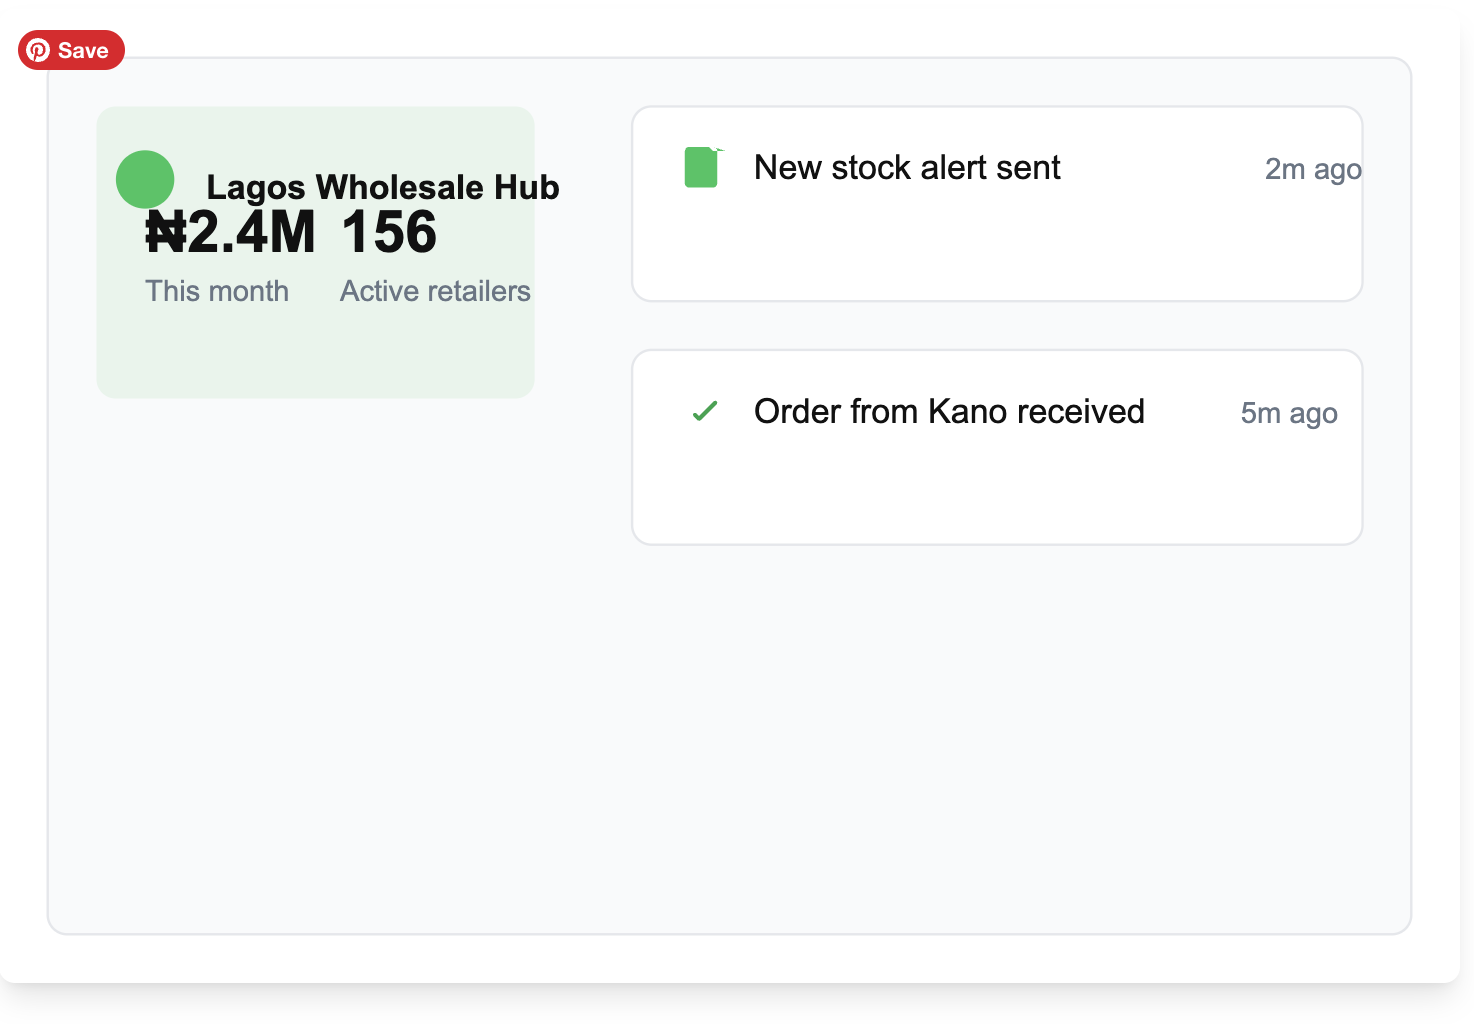 Save
Lagos Wholesale Hub
₦2.4M 156
This month Active retailers
New stock alert sent 2m ago
Order from Kano received 5m ago